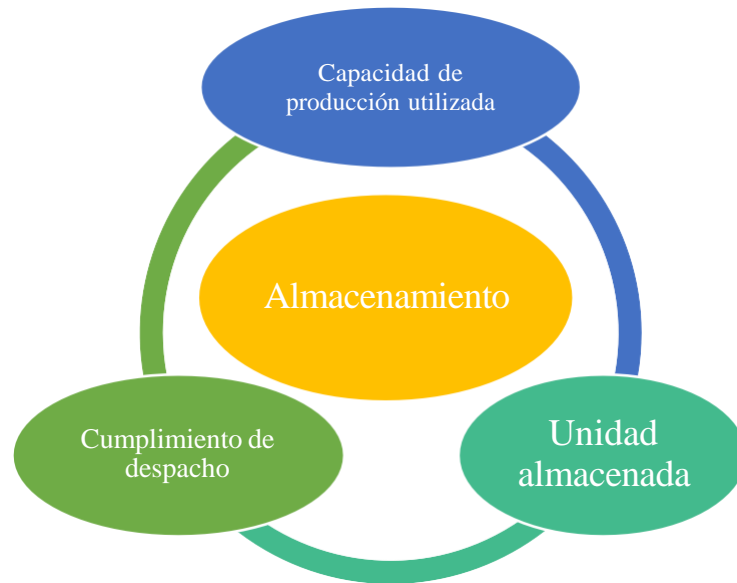 Capacidad de
producción utilizada
Almacenamiento
Cumplimiento de
despacho
Unidad
almacenada